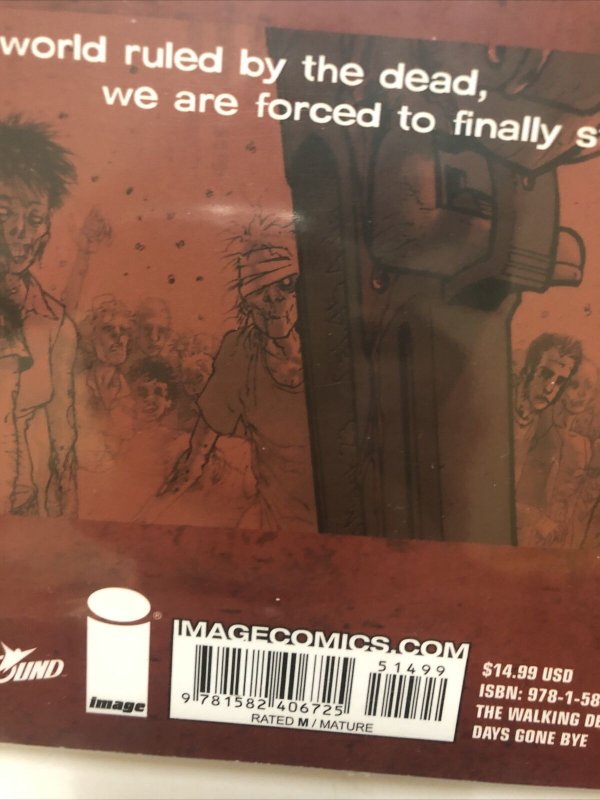 world ruled by the dead,
we are forced to finally s
OUND
image
®
IMAGECOMICS.COM
51499
9 781582 406725
RATED M / MATURE
$14.99 USD
ISBN: 978-1-58
THE WALKING DE
DAYS GONE BYE